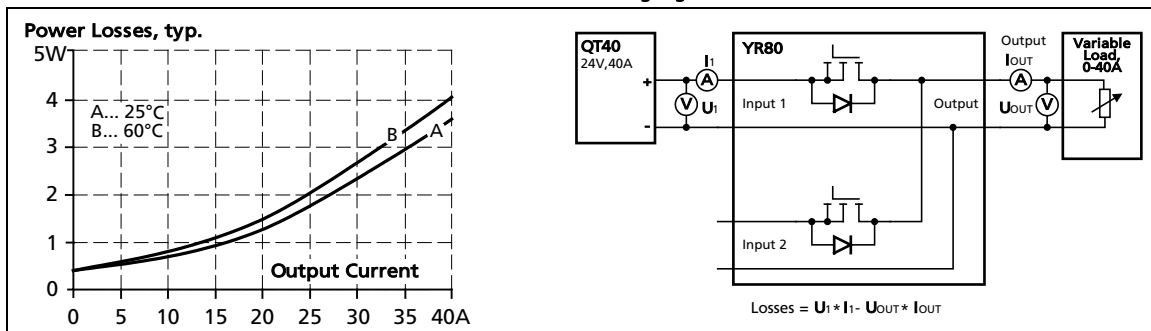 Power Losses, typ.
5W
4
3
2
1
0
A... 25°C
B... 60°C
B
A
Output Current
0 5 10 15 20 25 30 35 40A
QT40
24V,40A
+
-
I1
A
V
U1
YR80
Input 1
Output
Input 2
Output
IOUT
A
UOUT
V
Variable
Load,
0-40A
Losses = U1*I1- UOUT* IOUT